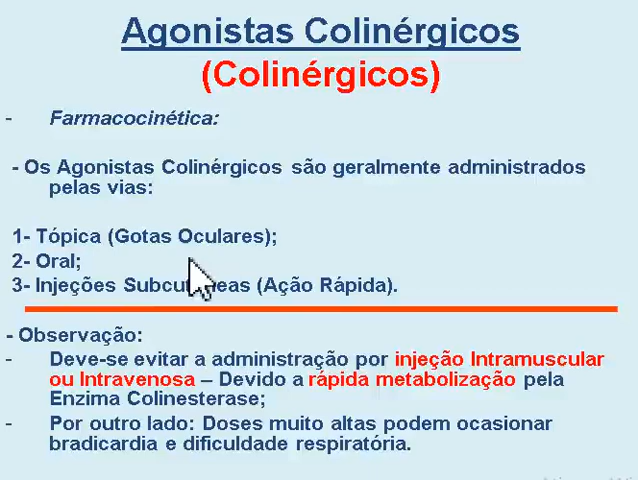 Agonistas Colinérgicos
(Colinérgicos)
- Farmacocinética:
- Os Agonistas Colinérgicos são geralmente administrados
pelas vias:
1- Tópica (Gotas Oculares);
2- Oral;
3- Injeções Subcutâneas (Ação Rápida).
- Observação:
- Deve-se evitar a administração por injeção Intramuscular
ou Intravenosa – Devido a rápida metabolização pela
Enzima Colinesterase;
- Por outro lado: Doses muito altas podem ocasionar
bradicardia e dificuldade respiratória.